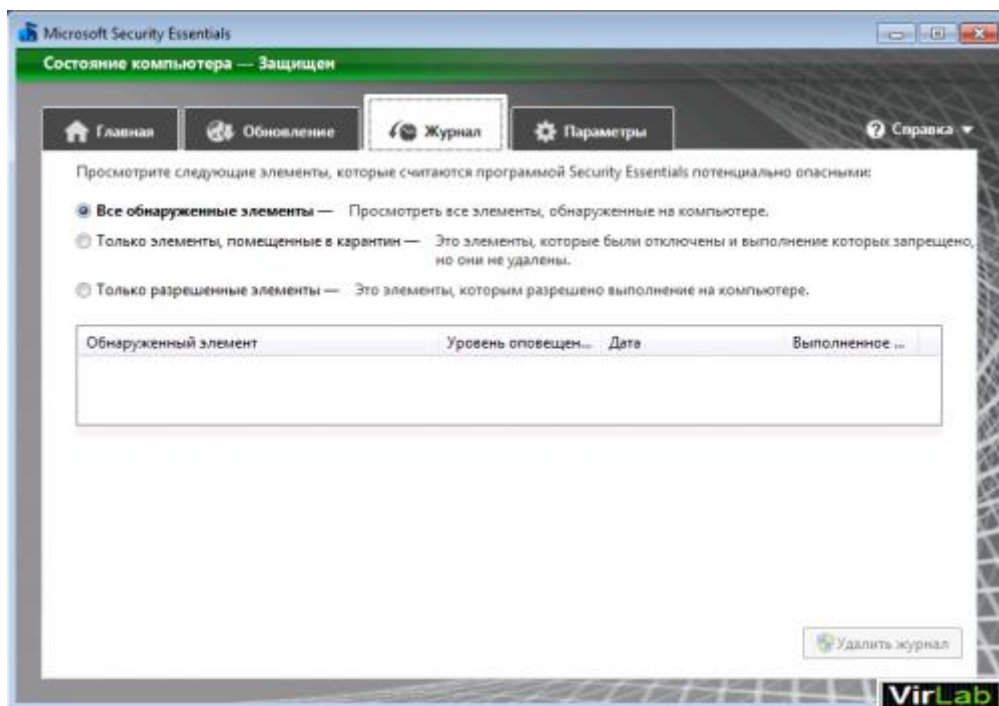 Microsoft Security Essentials
Состояние компьютера — Защищен
Главная Обновление Журнал Параметры Справка
Просмотрите следующие элементы, которые считаются программой Security Essentials потенциально опасными:
Все обнаруженные элементы — Просмотреть все элементы, обнаруженные на компьютере.
Только элементы, помещенные в карантин — Это элементы, которые были отключены и выполнение которых запрещено,
но они не удалены.
Только разрешенные элементы — Это элементы, которым разрешено выполнение на компьютере.
Обнаруженный элемент Уровень оповещен... Дата Выполненное ...
Удалить журнал
VirLab